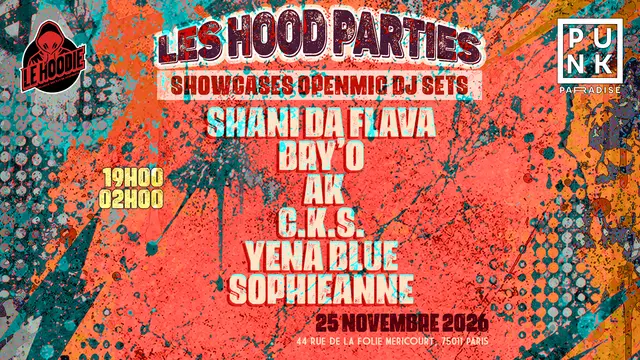 LE HOODIE
LES HOOD PARTIES
PUNK
PARADISE
SHOWCASES OPENMIC DJ SETS
SHANI DA FLAVA
BRY'O
AK
C.K.S.
YENA BLUE
SOPHIEANNE
19H00
02H00
25 NOVEMBRE 2026
44 RUE DE LA FOLIE MERICOURT, 75011 PARIS